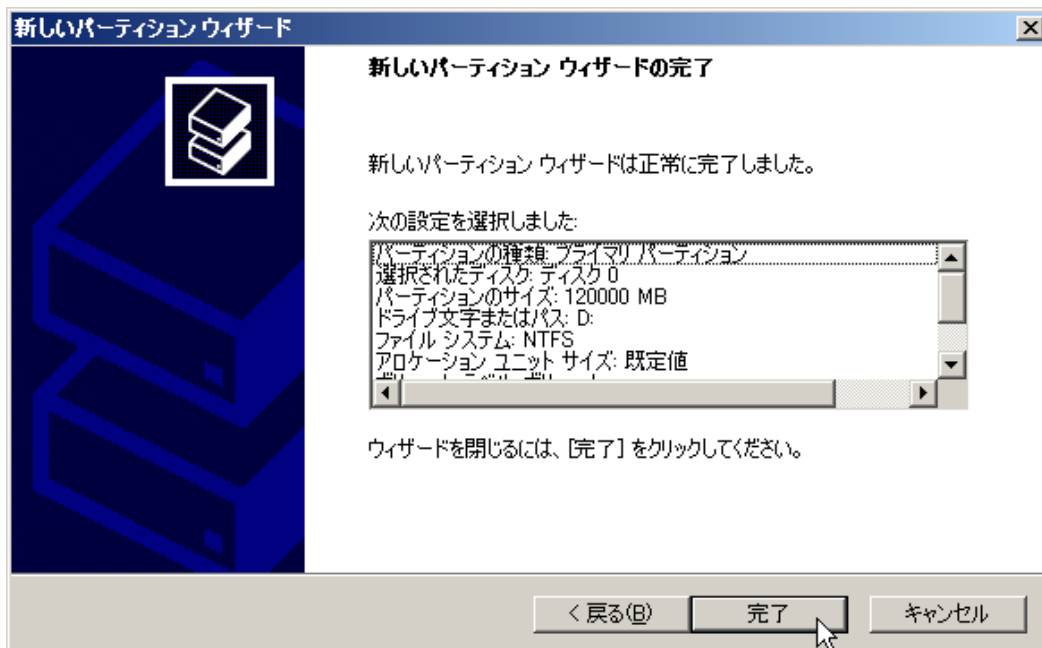 新しいパーティション ウィザード
新しいパーティション ウィザードの完了
新しいパーティション ウィザードは正常に完了しました。
次の設定を選択しました:
パーティションの種類: プライマリ パーティション
選択されたディスク: ディスク 0
パーティションのサイズ: 120000 MB
ドライブ文字またはパス: D:
ファイル システム: NTFS
アロケーション ユニット サイズ: 既定値
ウィザードを閉じるには、[完了] をクリックしてください。
< 戻る(B)
完了
キャンセル